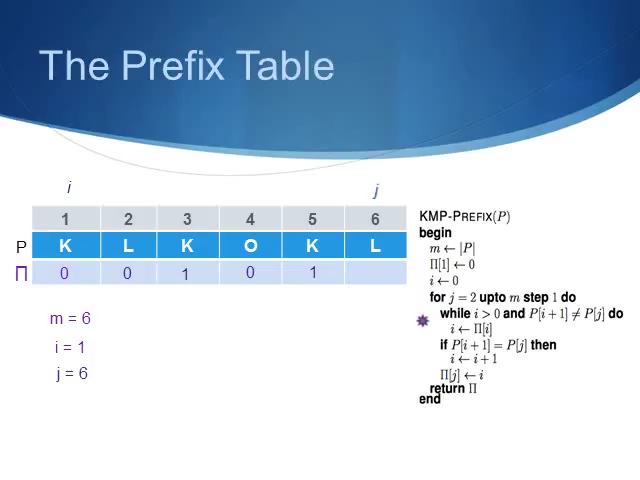 The Prefix Table
i j
1 2 3 4 5 6
P K L K O K L
∏ 0 0 1 0 1
m = 6
i = 1
j = 6
KMP-PREFIX(P)
begin
m ← |P|
Π[1] ← 0
i ← 0
for j = 2 upto m step 1 do
while i > 0 and P[i + 1] ≠ P[j] do
i ← Π[i]
if P[i + 1] = P[j] then
i ← i + 1
Π[j] ← i
return Π
end